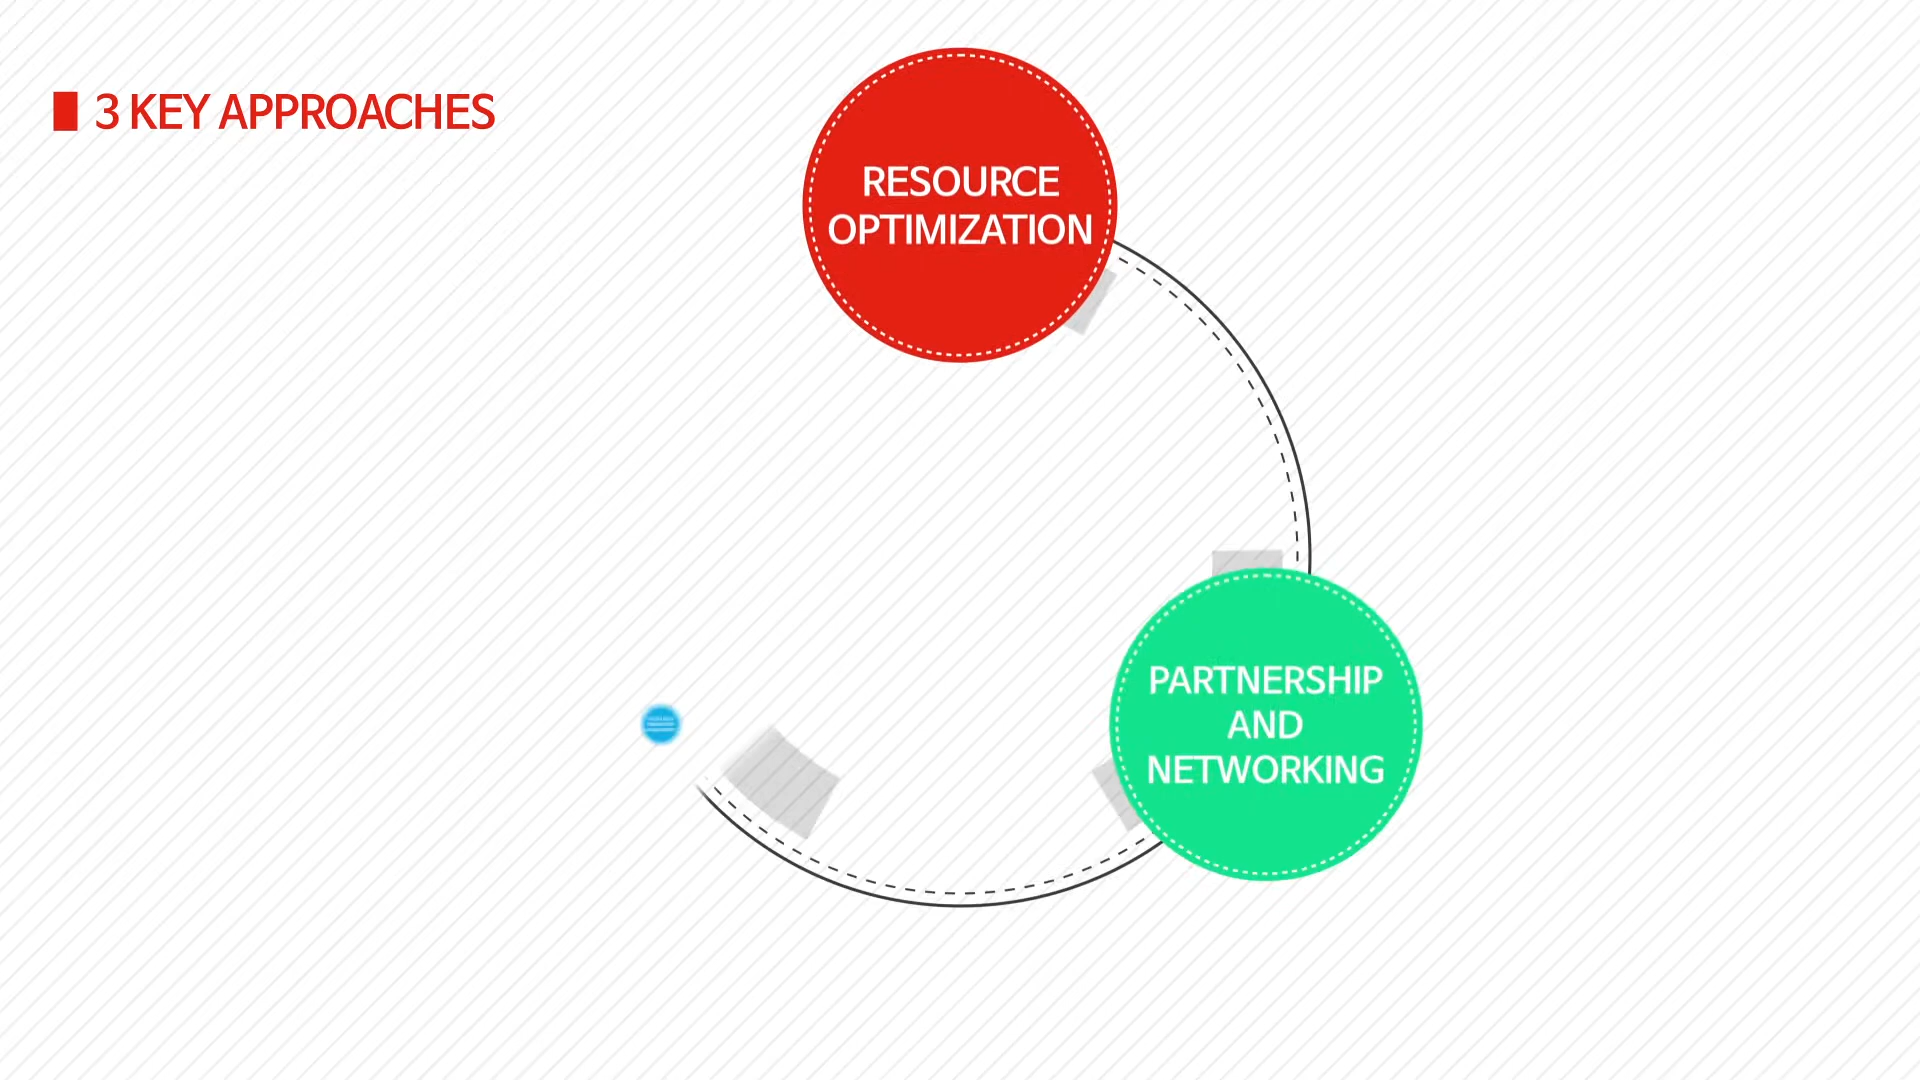 3 KEY APPROACHES
RESOURCE
OPTIMIZATION
PARTNERSHIP
AND
NETWORKING